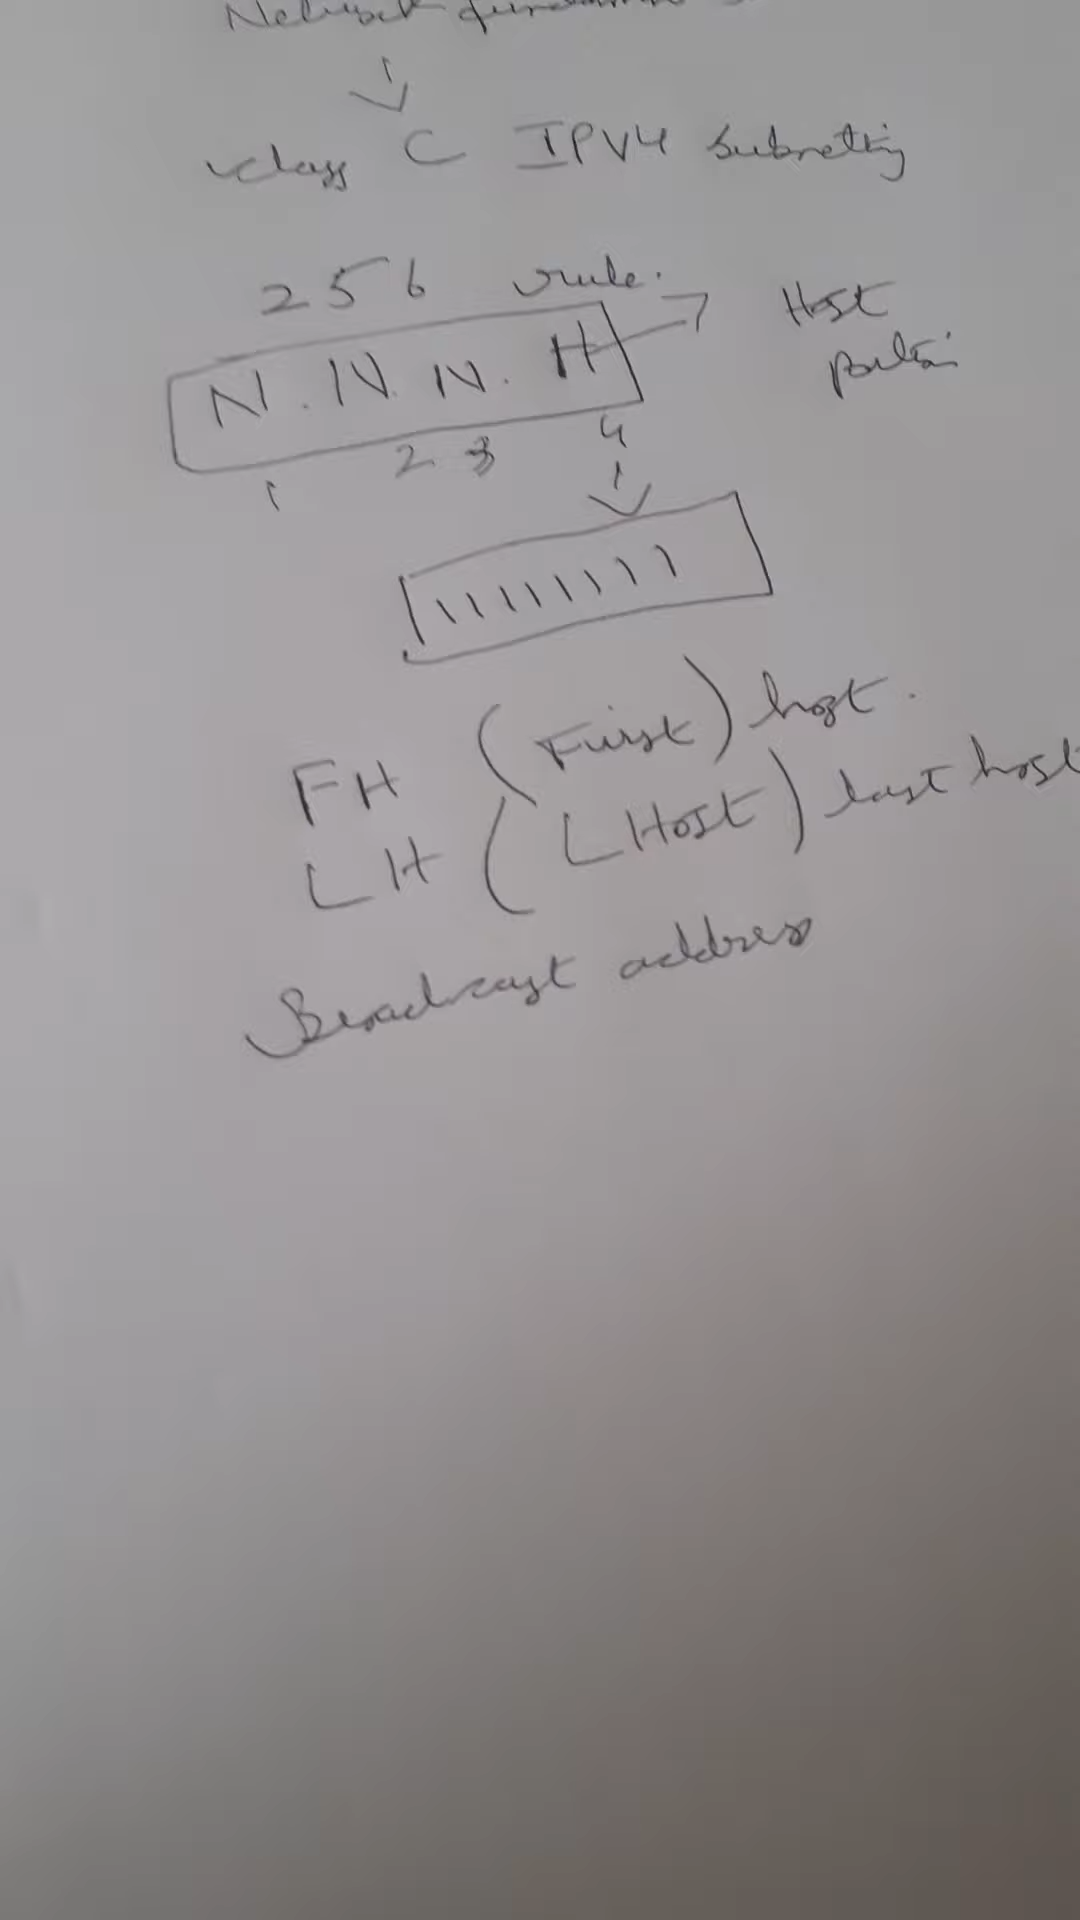 Network
class C IPV4 Subnetting
256 rule.
N. N. N. H → Host
portion
1 2 3 4
11111111
FH (First) host.
LH (LHost) last host
Broadcast address